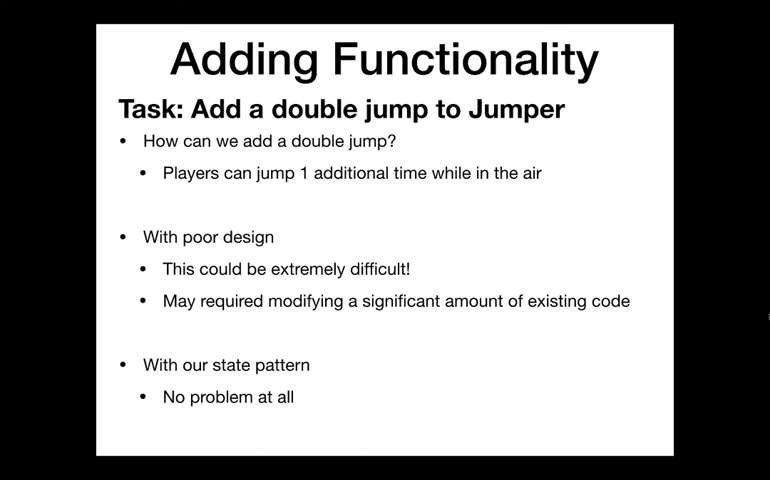 Adding Functionality
Task: Add a double jump to Jumper
• How can we add a double jump?
• Players can jump 1 additional time while in the air
• With poor design
• This could be extremely difficult!
• May required modifying a significant amount of existing code
• With our state pattern
• No problem at all